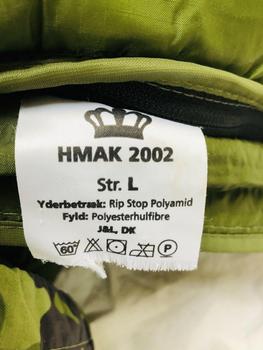 HMAK 2002
Str. L
Yderbetræk: Rip Stop Polyamid
Fyld: Polyesterhulfibre
J&L, DK
60 P